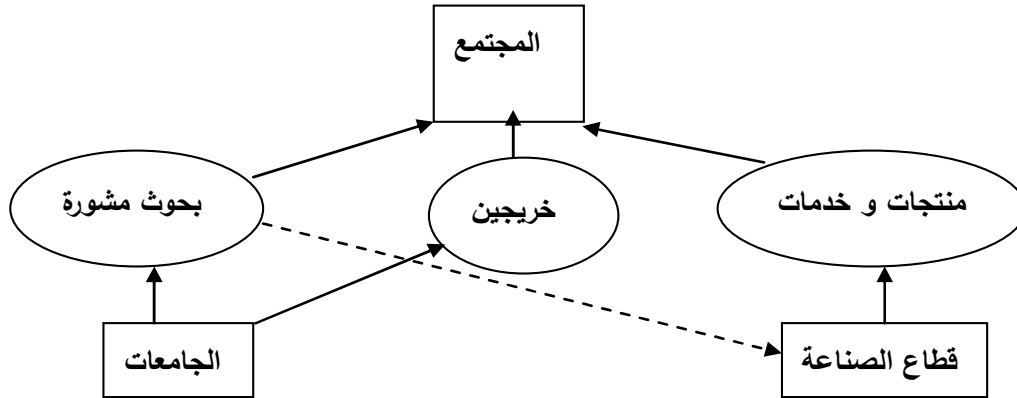 المجتمع
بحوث مشورة
خريجين
منتجات و خدمات
الجامعات
قطاع الصناعة